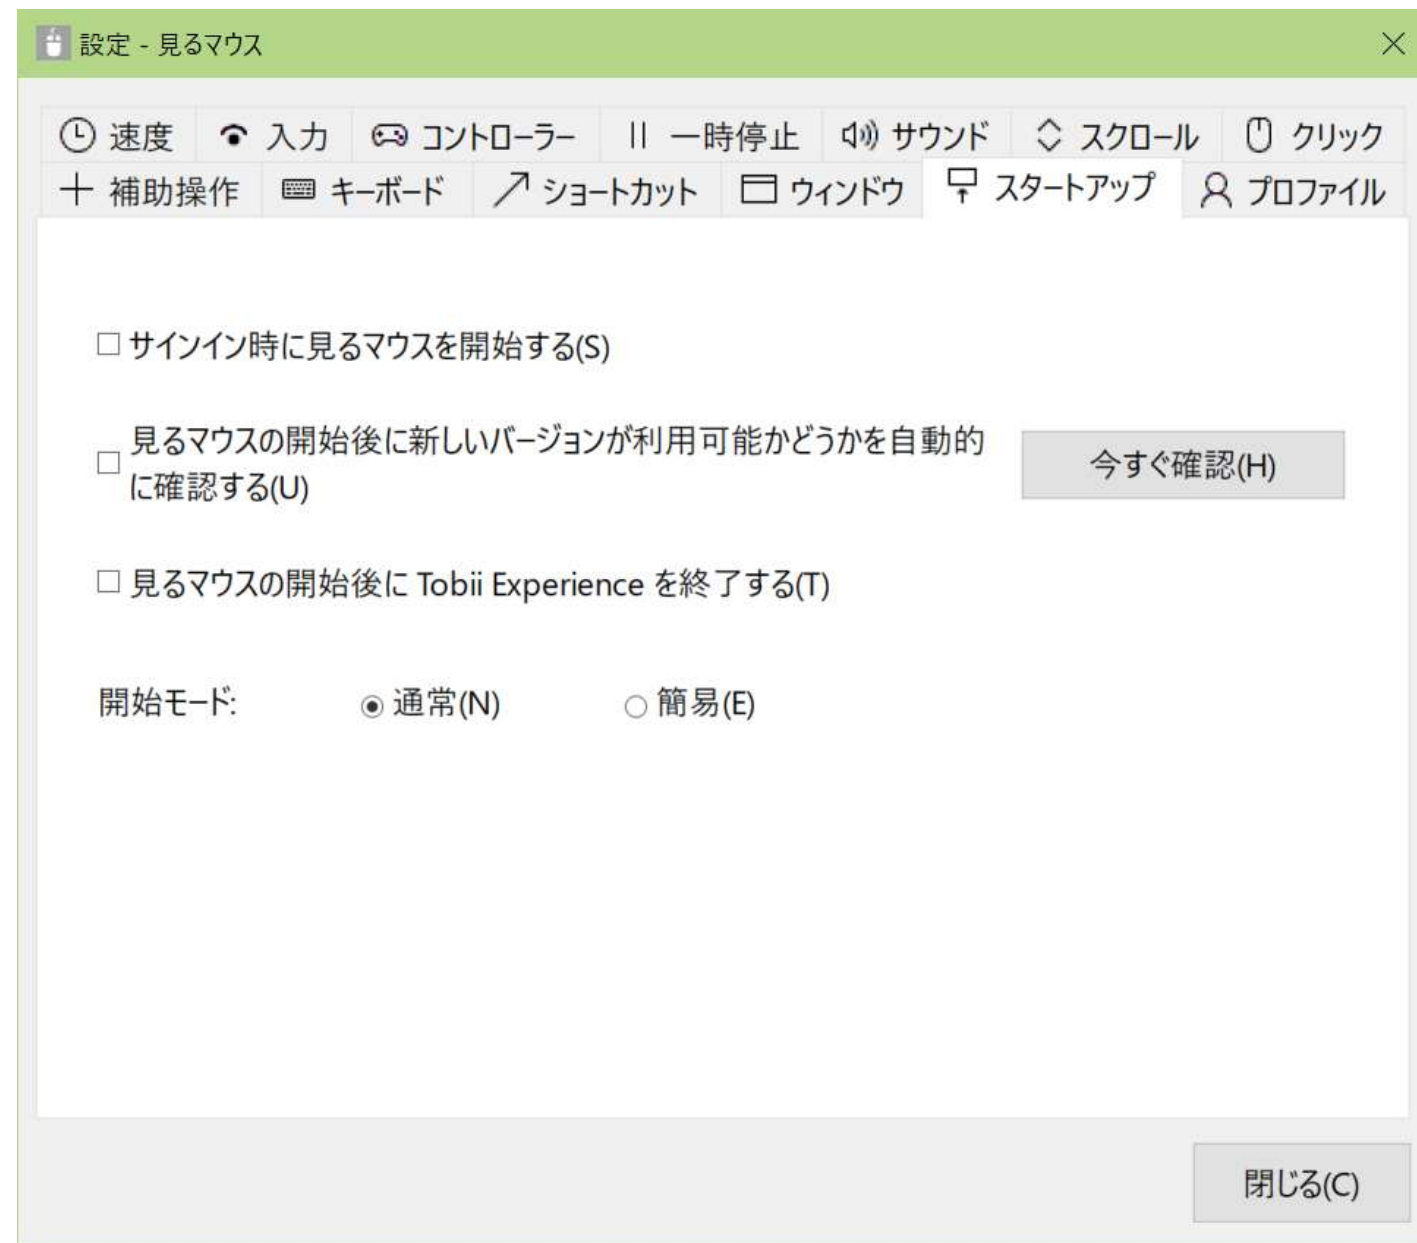 設定 - 見るマウス
速度 入力 コントローラー 一時停止 サウンド スクロール クリック
補助操作 キーボード ショートカット ウィンドウ スタートアップ プロファイル
サインイン時に見るマウスを開始する(S)
見るマウスの開始後に新しいバージョンが利用可能かどうかを自動的
に確認する(U)
今すぐ確認(H)
見るマウスの開始後に Tobii Experience を終了する(T)
開始モード: 通常(N) 簡易(E)
閉じる(C)